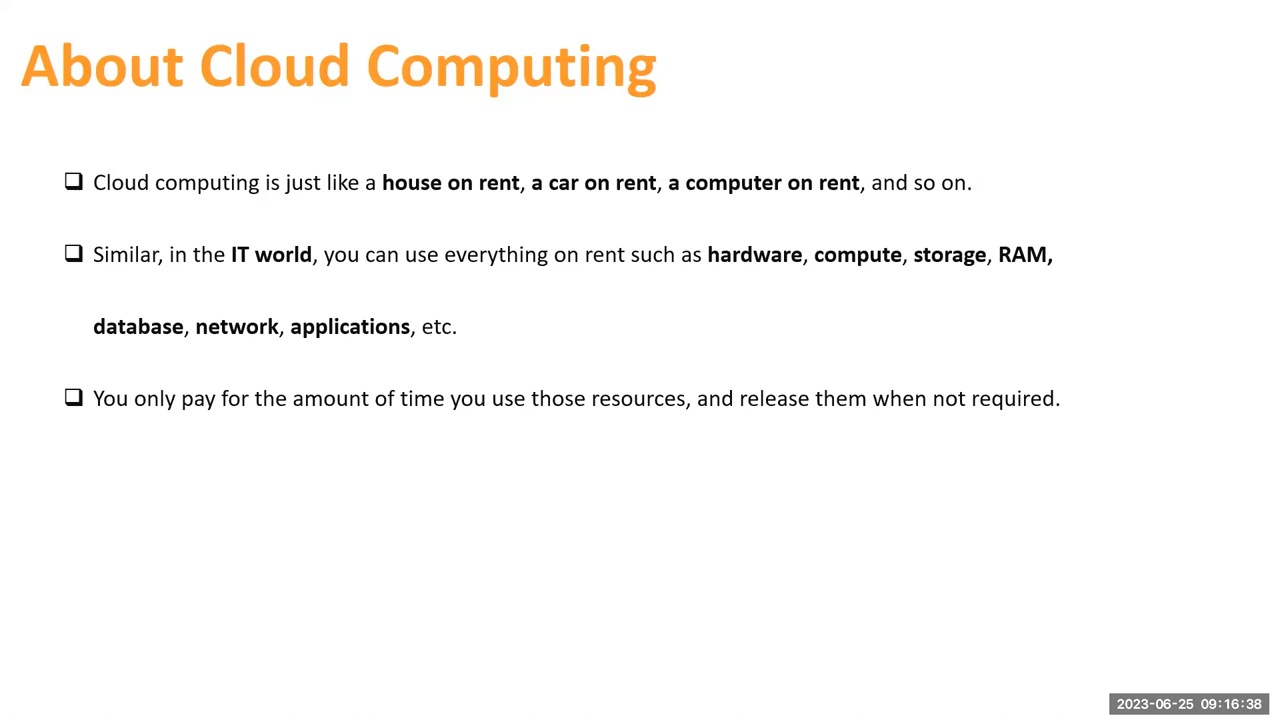 About Cloud Computing
❑ Cloud computing is just like a house on rent, a car on rent, a computer on rent, and so on.
❑ Similar, in the IT world, you can use everything on rent such as hardware, compute, storage, RAM,
database, network, applications, etc.
❑ You only pay for the amount of time you use those resources, and release them when not required.
2023-06-25 09:16:38